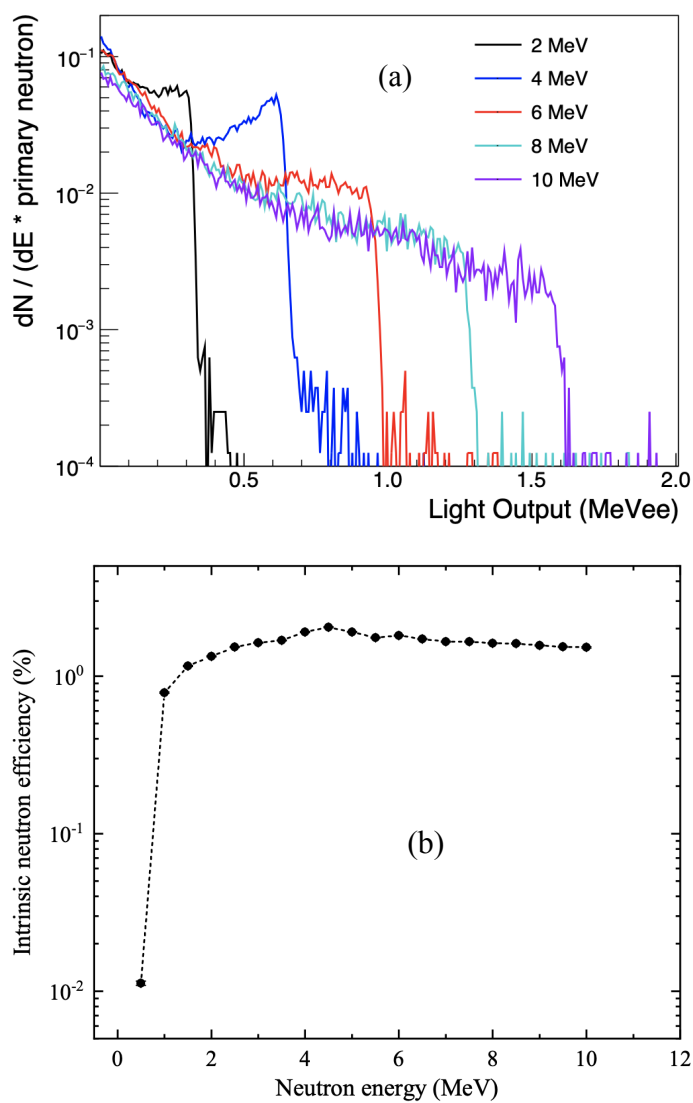 dN / (dE * primary neutron)
10⁻¹
10⁻²
10⁻³
10⁻⁴
(a)
2 MeV
4 MeV
6 MeV
8 MeV
10 MeV
0.5
1.0
1.5
2.0
Light Output (MeVee)
Intrinsic neutron efficiency (%)
10⁰
10⁻¹
10⁻²
(b)
0
2
4
6
8
10
12
Neutron energy (MeV)